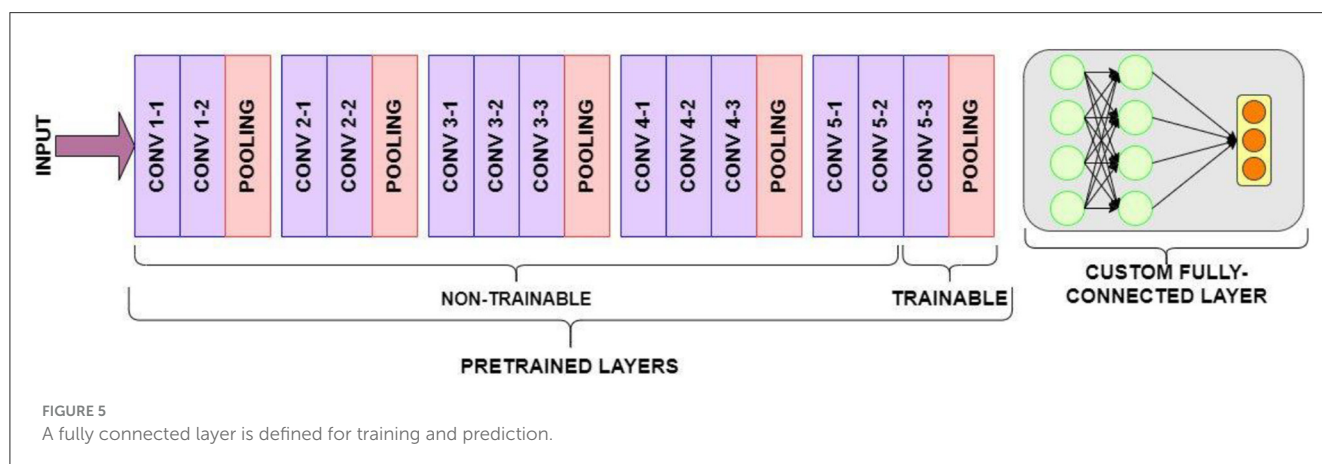 INPUT
CONV 1-1
CONV 1-2
POOLING
CONV 2-1
CONV 2-2
POOLING
CONV 3-1
CONV 3-2
CONV 3-3
POOLING
CONV 4-1
CONV 4-2
CONV 4-3
POOLING
CONV 5-1
CONV 5-2
CONV 5-3
POOLING
NON-TRAINABLE
TRAINABLE
CUSTOM FULLY-
CONNECTED LAYER
PRETRAINED LAYERS
FIGURE 5
A fully connected layer is defined for training and prediction.